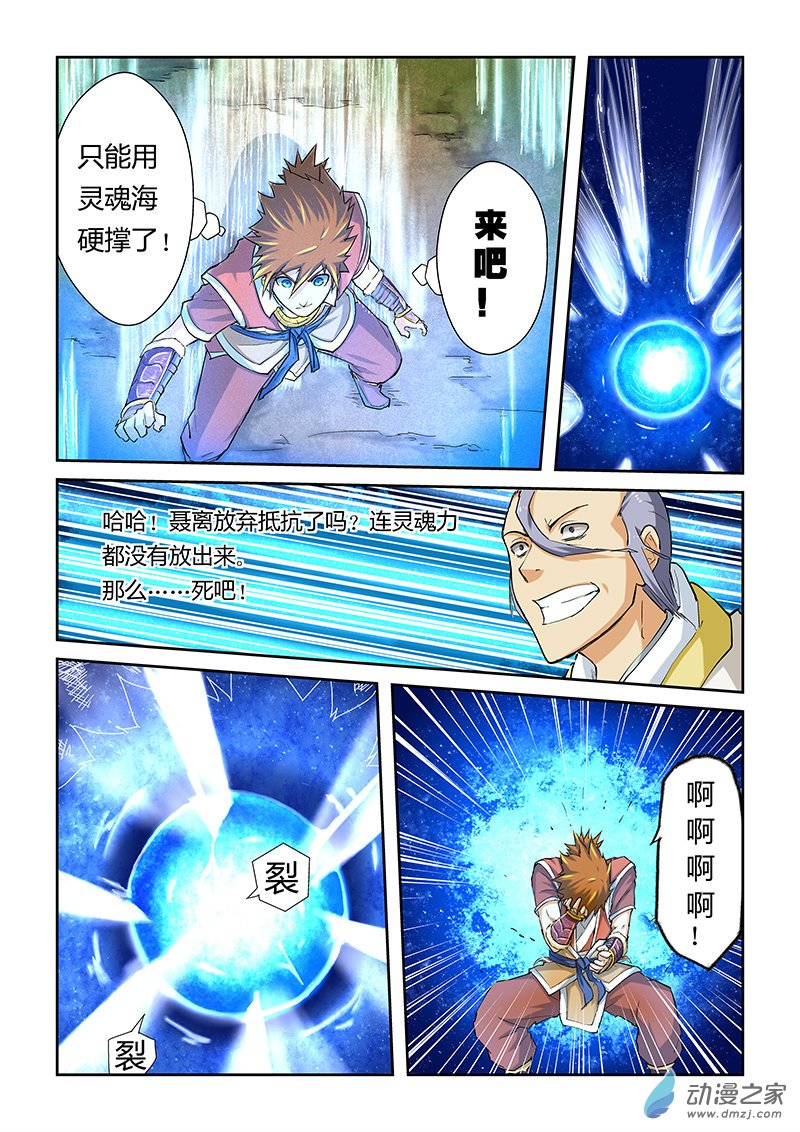 只能用
灵魂海
硬撑了！
来吧！
哈哈！聂离放弃抵抗了吗？连灵魂力
都没有放出来。
那么……死吧！
裂
裂
啊啊啊啊！
动漫之家
www.dmzj.com